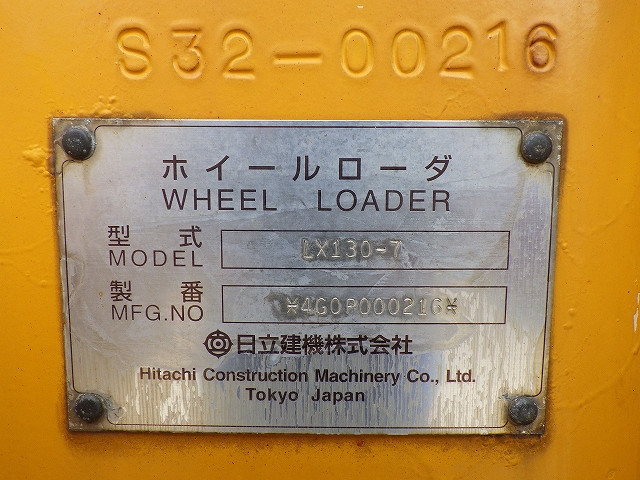 S32-00216
ホイールローダ
WHEEL LOADER
型式 LX130-7
MODEL
製番 *4G0P000216*
MFG.NO
日立建機株式会社
Hitachi Construction Machinery Co., Ltd.
Tokyo Japan